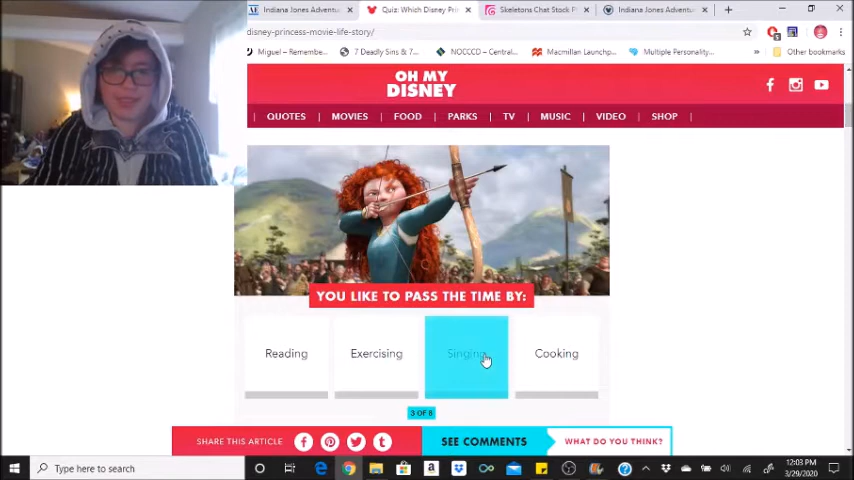 Indiana Jones Adventu
Quiz: Which Disney Prin
Skeletons Chat Stock P
Indiana Jones Adventu
disney-princess-movie-life-story/
Miguel – Remembe...
7 Deadly Sins & 7...
NOCCCD – Central...
Macmillan Launchp...
Multiple Personality...
Other bookmarks
OH MY
DISNEY
QUOTES | MOVIES | FOOD | PARKS | TV | MUSIC | VIDEO | SHOP
YOU LIKE TO PASS THE TIME BY:
Reading
Exercising
Singing
Cooking
3 OF 8
SHARE THIS ARTICLE
SEE COMMENTS
WHAT DO YOU THINK?
Type here to search
12:03 PM
3/29/2020